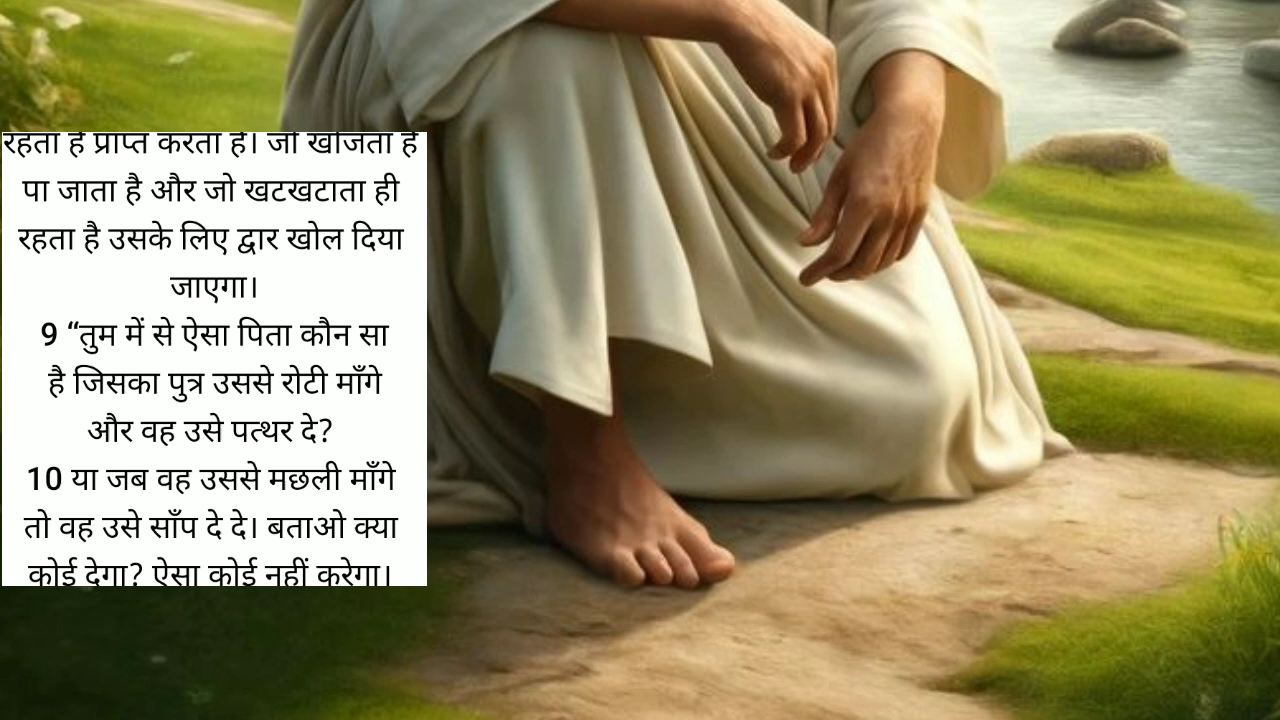 रहता है प्राप्त करता है। जो खोजता है
पा जाता है और जो खटखटाता ही
रहता है उसके लिए द्वार खोल दिया
जाएगा।
9 “तुम में से ऐसा पिता कौन सा
है जिसका पुत्र उससे रोटी माँगे
और वह उसे पत्थर दे?
10 या जब वह उससे मछली माँगे
तो वह उसे साँप दे दे। बताओ क्या
कोई देगा? ऐसा कोई नहीं करेगा।